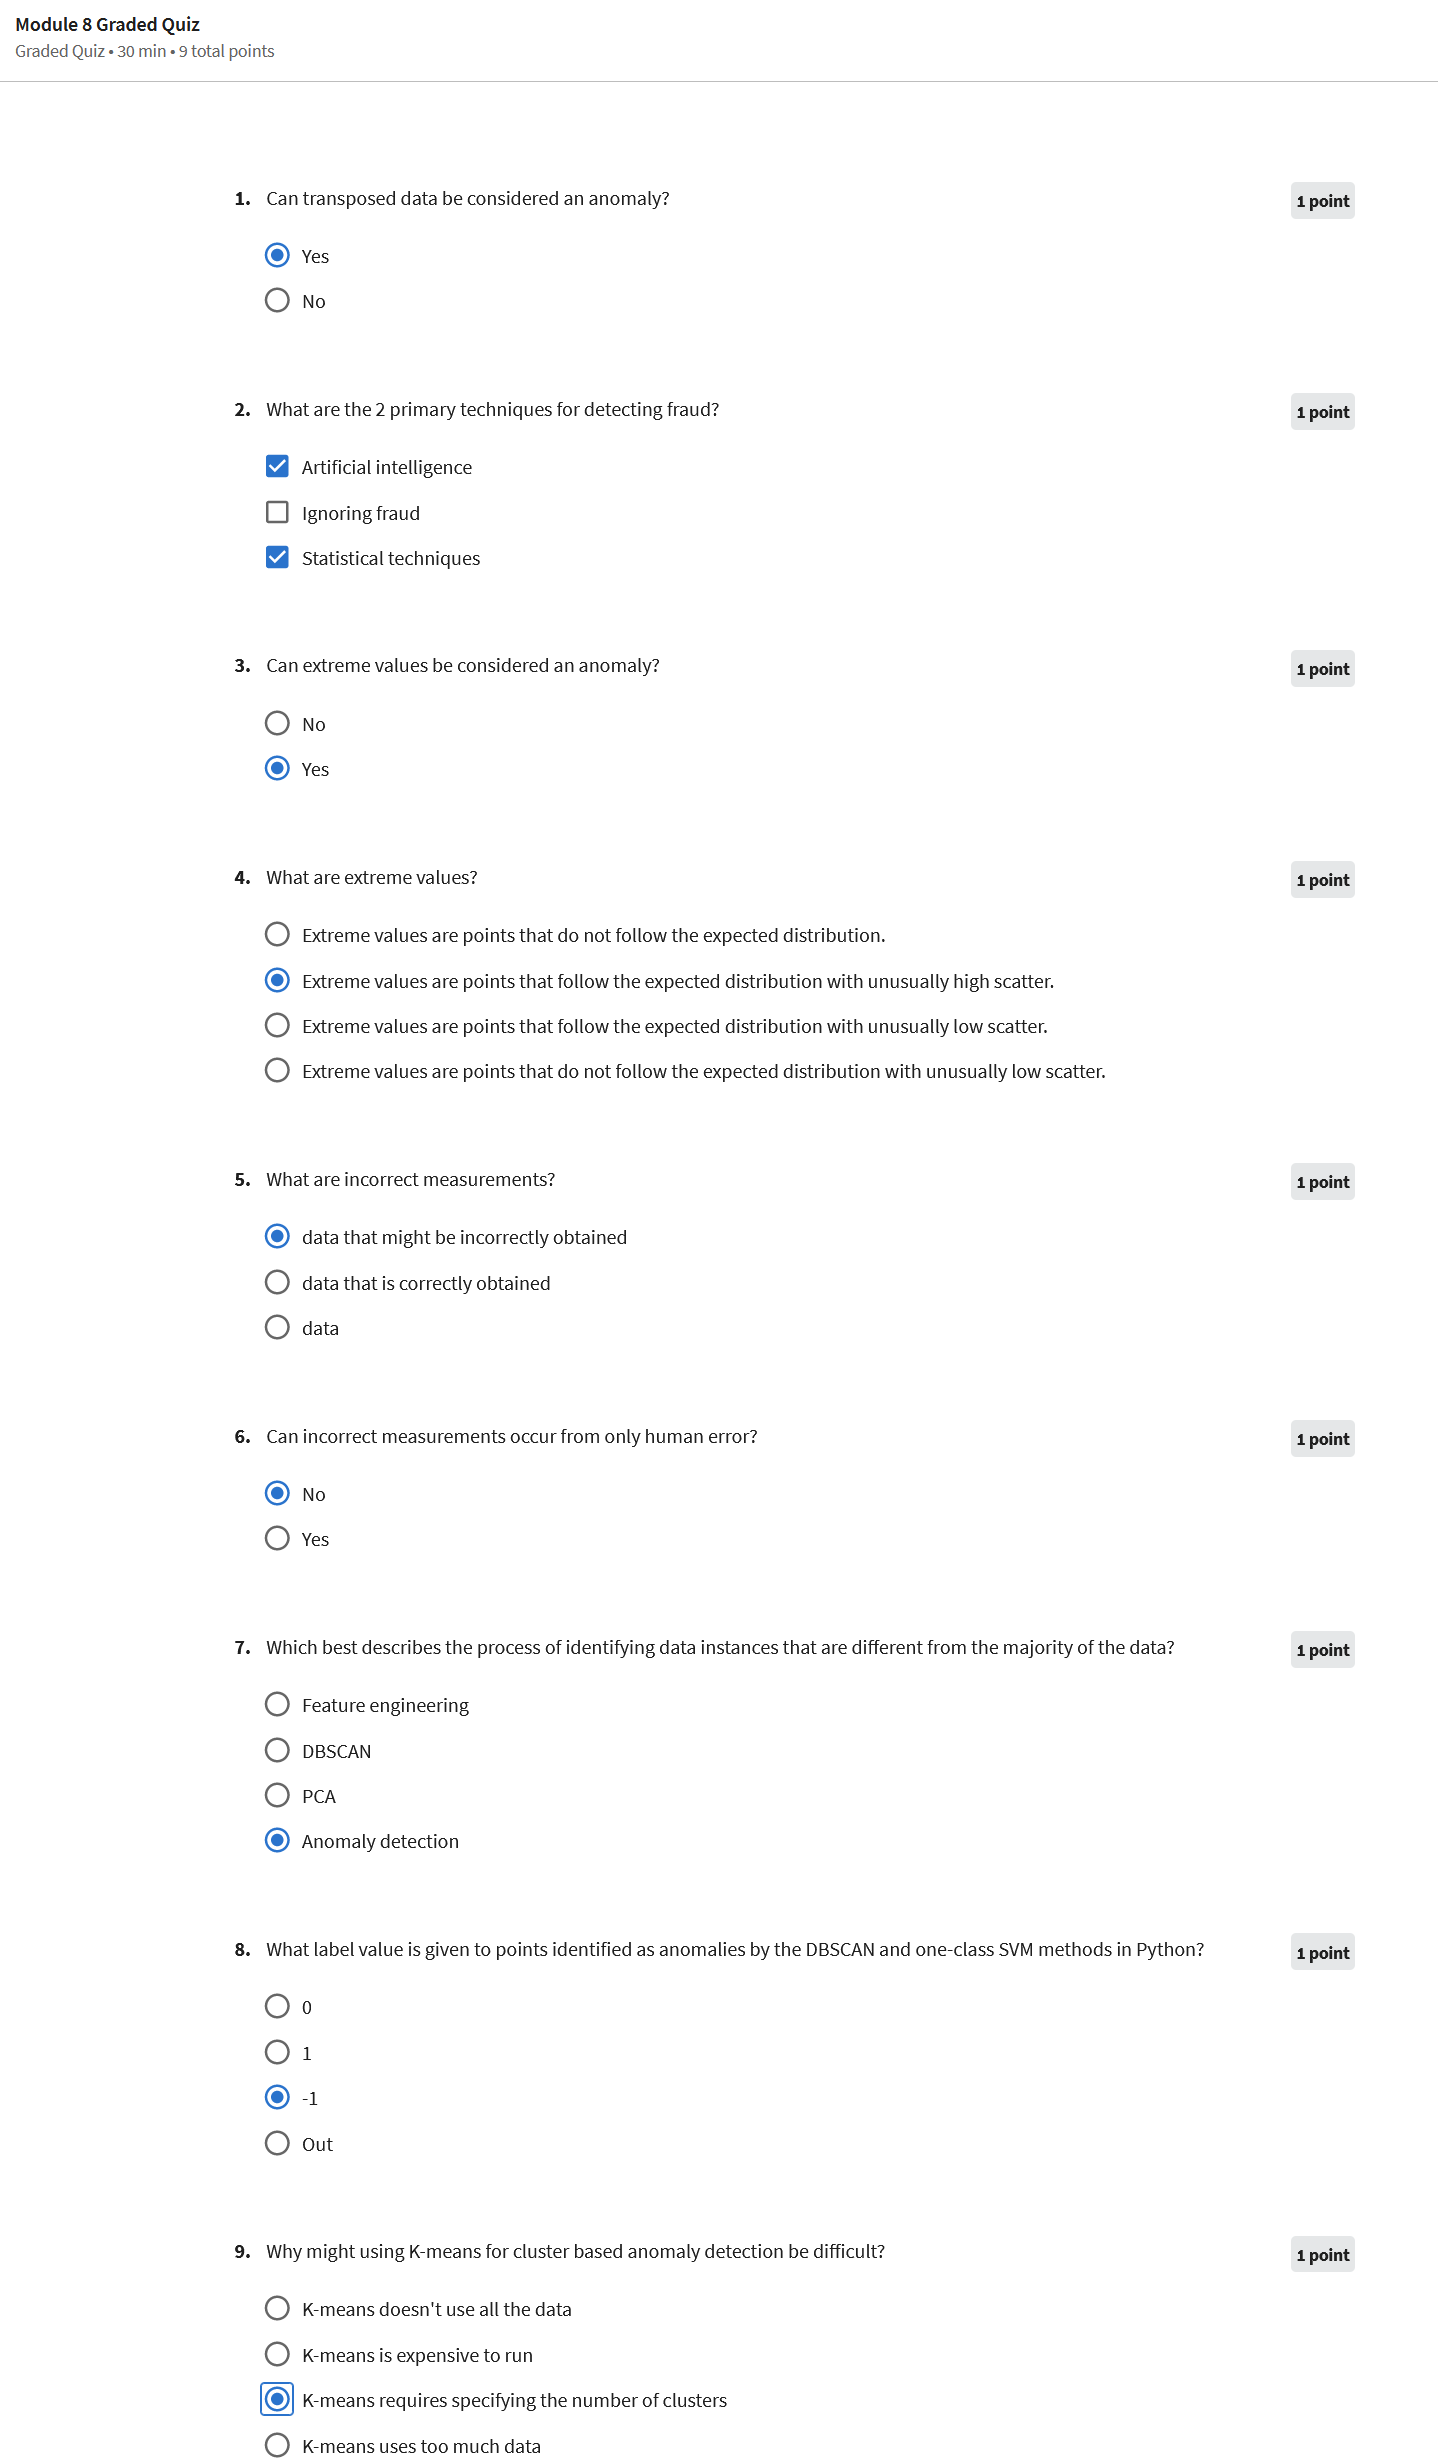 Module 8 Graded Quiz
Graded Quiz • 30 min • 9 total points
1. Can transposed data be considered an anomaly?
1 point
Yes
No
2. What are the 2 primary techniques for detecting fraud?
1 point
Artificial intelligence
Ignoring fraud
Statistical techniques
3. Can extreme values be considered an anomaly?
1 point
No
Yes
4. What are extreme values?
1 point
Extreme values are points that do not follow the expected distribution.
Extreme values are points that follow the expected distribution with unusually high scatter.
Extreme values are points that follow the expected distribution with unusually low scatter.
Extreme values are points that do not follow the expected distribution with unusually low scatter.
5. What are incorrect measurements?
1 point
data that might be incorrectly obtained
data that is correctly obtained
data
6. Can incorrect measurements occur from only human error?
1 point
No
Yes
7. Which best describes the process of identifying data instances that are different from the majority of the data?
1 point
Feature engineering
DBSCAN
PCA
Anomaly detection
8. What label value is given to points identified as anomalies by the DBSCAN and one-class SVM methods in Python?
1 point
0
1
-1
Out
9. Why might using K-means for cluster based anomaly detection be difficult?
1 point
K-means doesn't use all the data
K-means is expensive to run
K-means requires specifying the number of clusters
K-means uses too much data